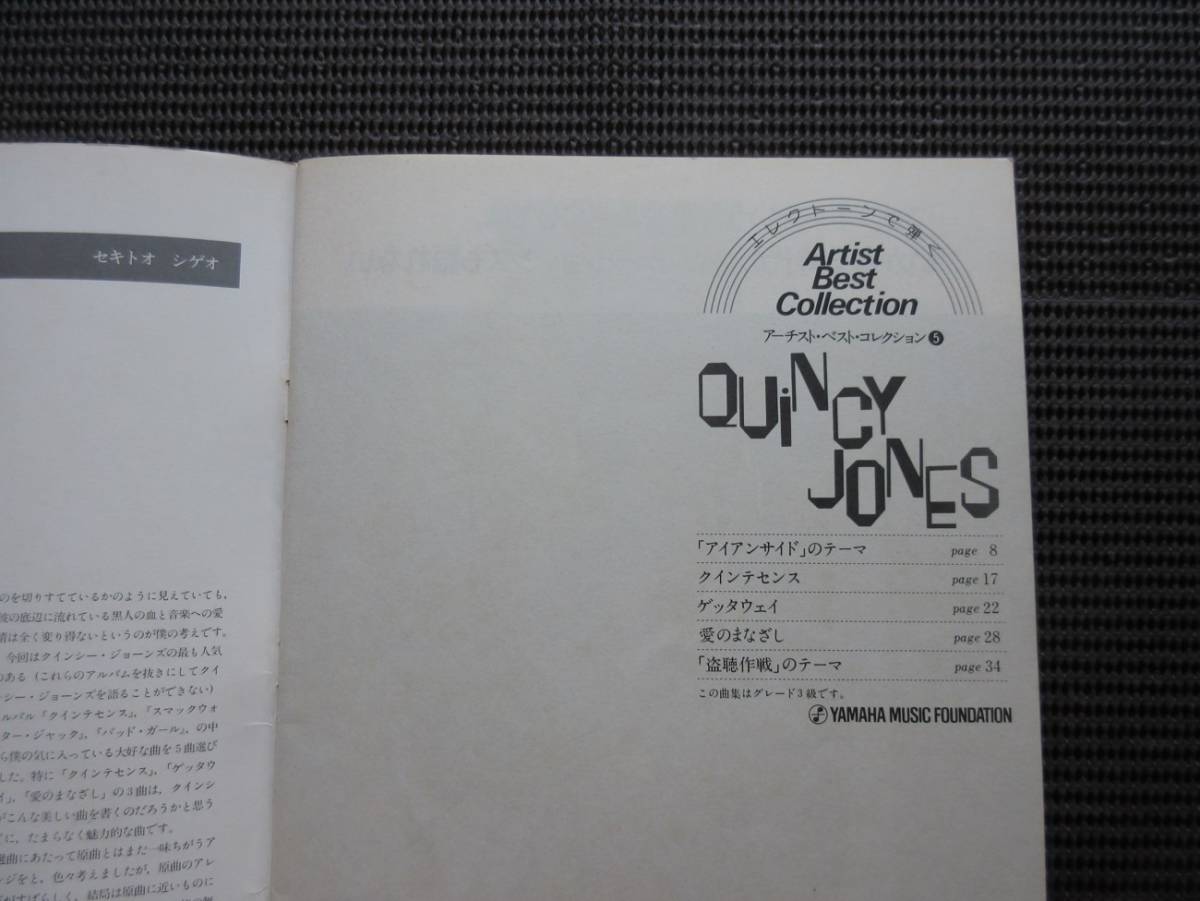 セキトオ シゲオ
のを切りすてているかのように見えていても,
彼の底辺に流れている黒人の血と音楽への愛
情は全く変り得ないというのが僕の考えです。
今回はクインシー・ジョーンズの最も人気
のある（これらのアルバムを抜きにしてクイ
ンシー・ジョーンズを語ることができない）
ルバム『クインテセンス』,『スマックウォ
ター・ジャック』,『バッド・ガール』, の中
ら僕の気に入っている大好な曲を5曲選び
した。特に「クインテセンス」,「ゲッタウ
イ」,「愛のまなざし」の3曲は, クインシ
がこんな美しい曲を書くのだろうかと思う
に, たまらなく魅力的な曲です。
選曲にあたって原曲とはまた一味ちがうア
ンジをと, 色々考えましたが, 原曲のアレ
がすばらしく, 結局は原曲に近いものに
エレクトーンで弾く
Artist
Best
Collection
アーチスト・ベスト・コレクション❺
QUiNCY
JONES
「アイアンサイド」のテーマ page 8
クインテセンス page 17
ゲッタウェイ page 22
愛のまなざし page 28
「盗聴作戦」のテーマ page 34
この曲集はグレード3級です。
YAMAHA MUSIC FOUNDATION